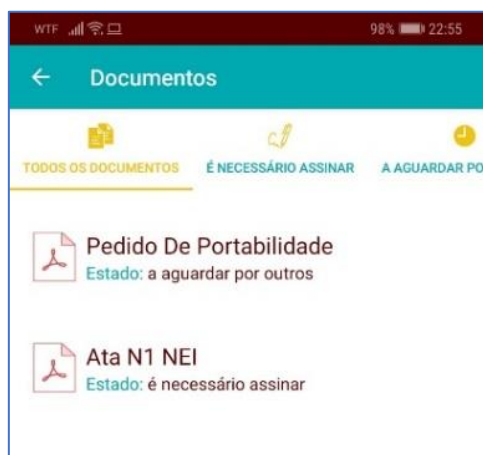 WTF 98% 22:55
Documentos
TODOS OS DOCUMENTOS É NECESSÁRIO ASSINAR A AGUARDAR PO
Pedido De Portabilidade
Estado: a aguardar por outros
Ata N1 NEI
Estado: é necessário assinar